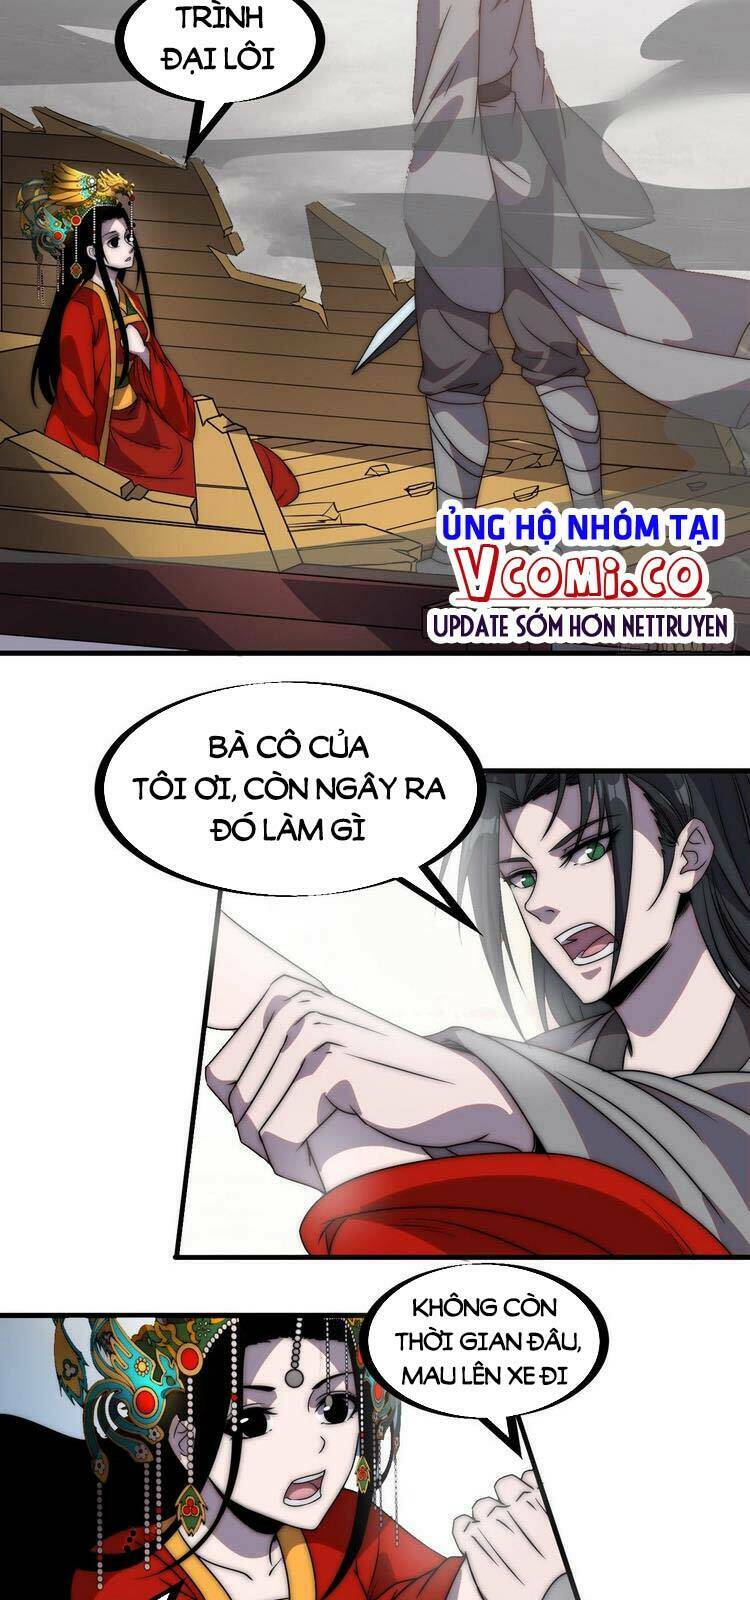 TRÌNH
ĐẠI LÔI
ỦNG HỘ NHÓM TẠI
VCOMI.CO
UPDATE SỚM HƠN NETTRUYEN
BÀ CÔ CỦA
TÔI ƠI, CÒN NGÂY RA
ĐÓ LÀM GÌ
KHÔNG CÒN
THỜI GIAN ĐÂU,
MAU LÊN XE ĐI